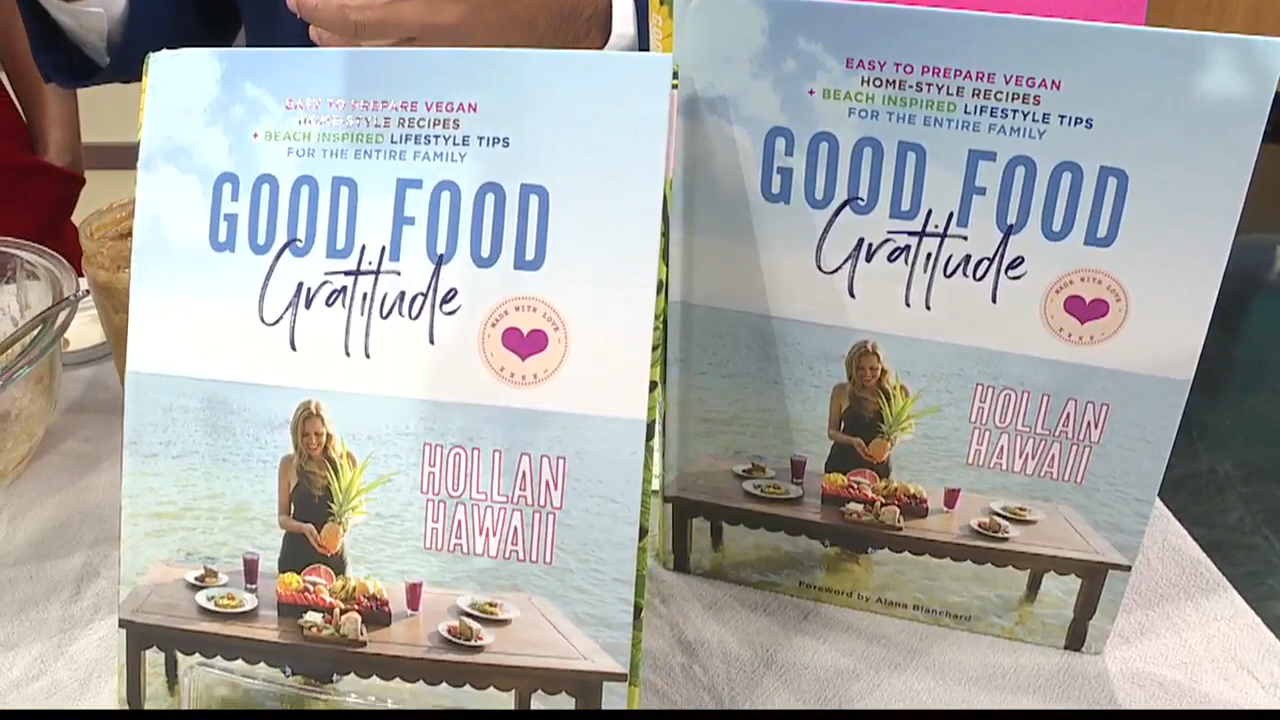 EASY TO PREPARE VEGAN
HOME-STYLE RECIPES
+ BEACH INSPIRED LIFESTYLE TIPS
FOR THE ENTIRE FAMILY
GOOD FOOD
Gratitude
MADE WITH LOVE
XXXX
HOLLAN
HAWAII
EASY TO PREPARE VEGAN
HOME-STYLE RECIPES
+ BEACH INSPIRED LIFESTYLE TIPS
FOR THE ENTIRE FAMILY
GOOD FOOD
Gratitude
MADE WITH LOVE
XXXX
HOLLAN
HAWAII
Foreword by Alana Blanchard